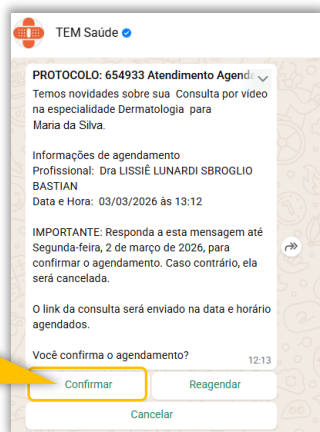 TEM Saúde
PROTOCOLO: 654933 Atendimento Agend
Temos novidades sobre sua Consulta por vídeo
na especialidade Dermatologia para
Maria da Silva.
Informações de agendamento
Profissional: Dra LISSIÊ LUNARDI SBROGLIO
BASTIAN
Data e Hora: 03/03/2026 às 13:12
IMPORTANTE: Responda a esta mensagem até
Segunda-feira, 2 de março de 2026, para
confirmar o agendamento. Caso contrário, ela
será cancelada.
O link da consulta será enviado na data e horário
agendados.
Você confirma o agendamento?
12:13
Confirmar Reagendar
Cancelar